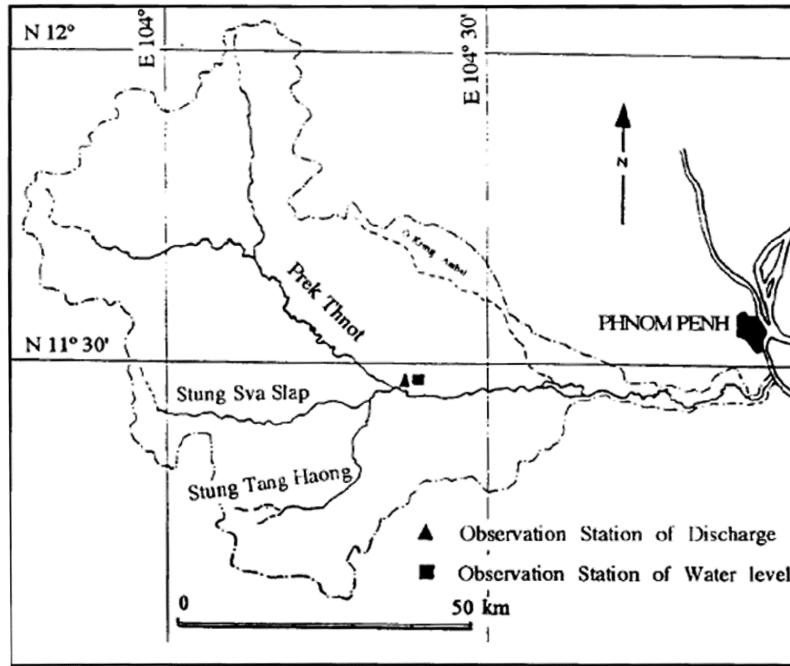 N 12°
E 104°
E 104° 30'
N
Prek Thnot
PHNOM PENH
N 11° 30'
Stung Sva Slap
Stung Tang Haong
Observation Station of Discharge
Observation Station of Water level
0 50 km